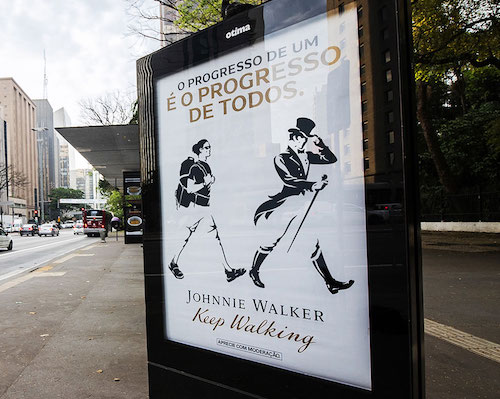 otima
O PROGRESSO DE UM
É O PROGRESSO
DE TODOS.
JOHNNIE WALKER
Keep Walking
APRECIE COM MODERAÇÃO.